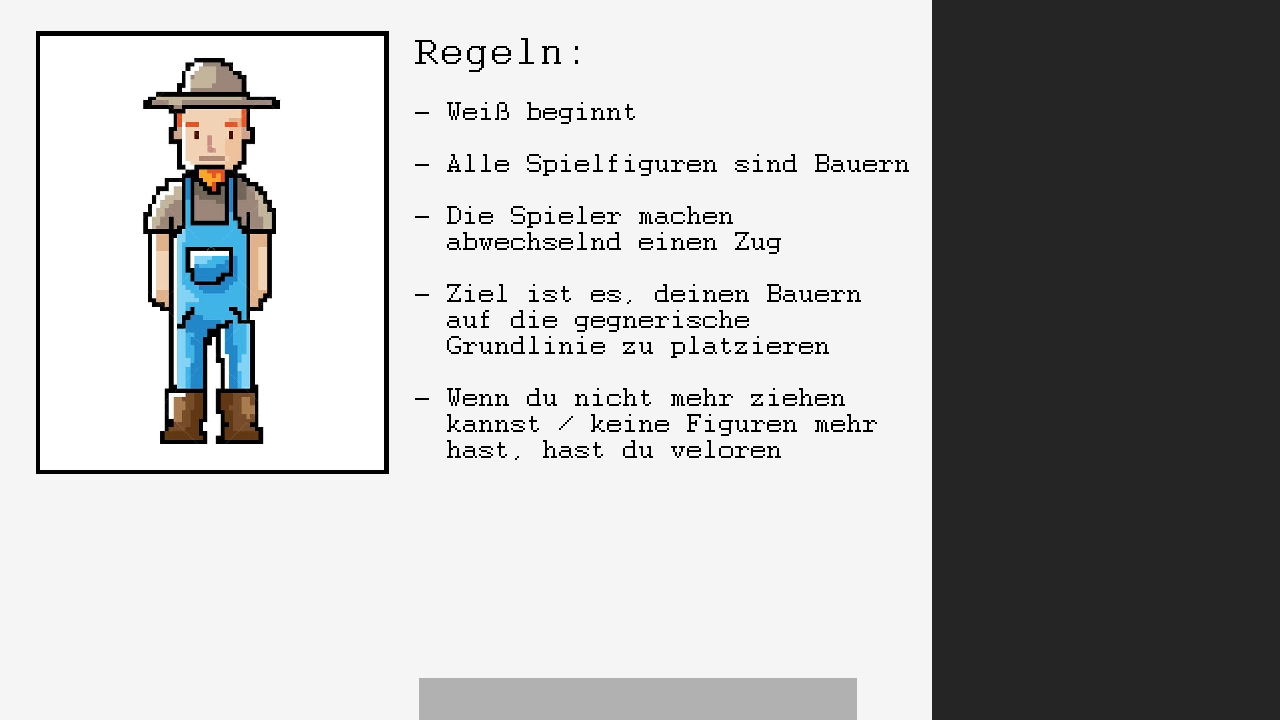 Regeln:
- Weiß beginnt
- Alle Spielfiguren sind Bauern
- Die Spieler machen
abwechselnd einen Zug
- Ziel ist es, deinen Bauern
auf die gegnerische
Grundlinie zu platzieren
- Wenn du nicht mehr ziehen
kannst / keine Figuren mehr
hast, hast du veloren